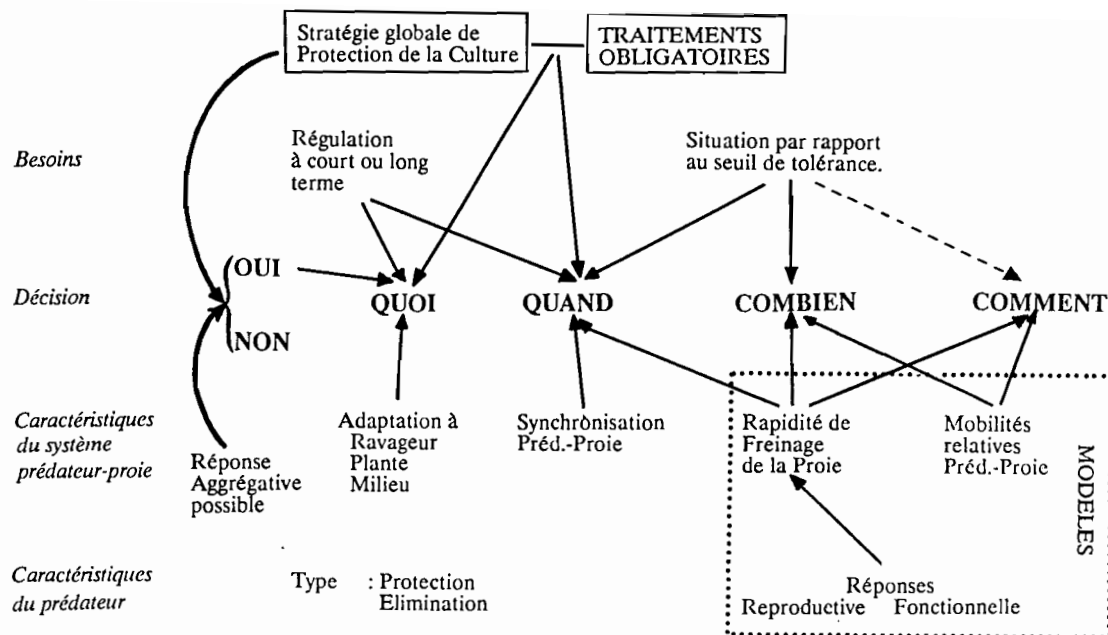 Stratégie globale de
Protection de la Culture
TRAITEMENTS
OBLIGATOIRES
Besoins
Régulation
à court ou long
terme
Situation par rapport
au seuil de tolérance.
Décision
OUI
NON
QUOI
QUAND
COMBIEN
COMMENT
Caractéristiques
du système
prédateur-proie
Réponse
Aggrégative
possible
Adaptation à
Ravageur
Plante
Milieu
Synchrònisation
Préd.-Proie
Rapidité de
Freinage
de la Proie
Mobilités
relatives
Préd.-Proie
MODELES
Caractéristiques
du prédateur
Type : Protection
Elimination
Réponses
Reproductive Fonctionnelle